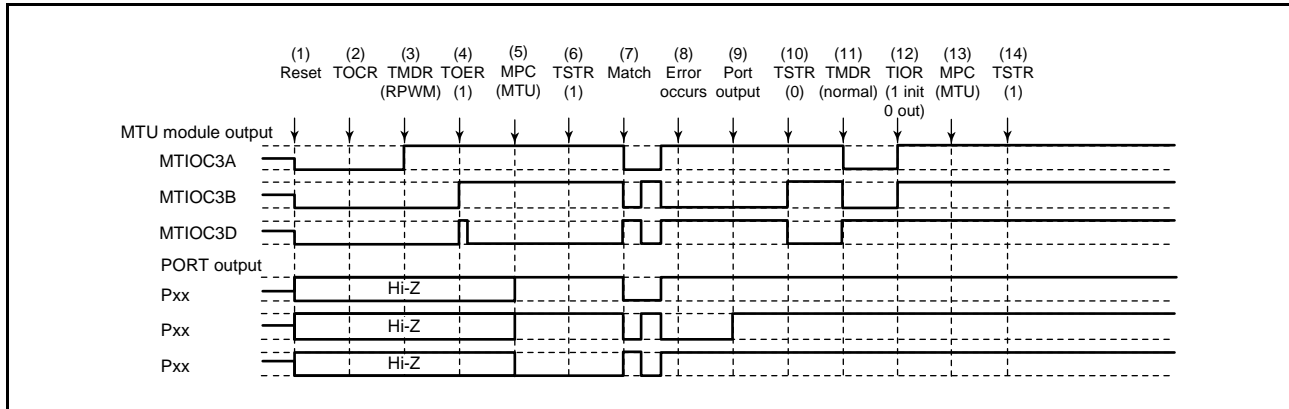 (1) (2) (3) (4) (5) (6) (7) (8) (9) (10) (11) (12) (13) (14)
Reset TOCR TMDR TOER MPC TSTR Match Error Port TSTR TMDR TIOR MPC TSTR
(RPWM) (1) (MTU) (1) occurs output (0) (normal) (1 init (MTU) (1)
0 out)
MTU module output
MTIOC3A
MTIOC3B
MTIOC3D
PORT output
Pxx Hi-Z
Pxx Hi-Z
Pxx Hi-Z